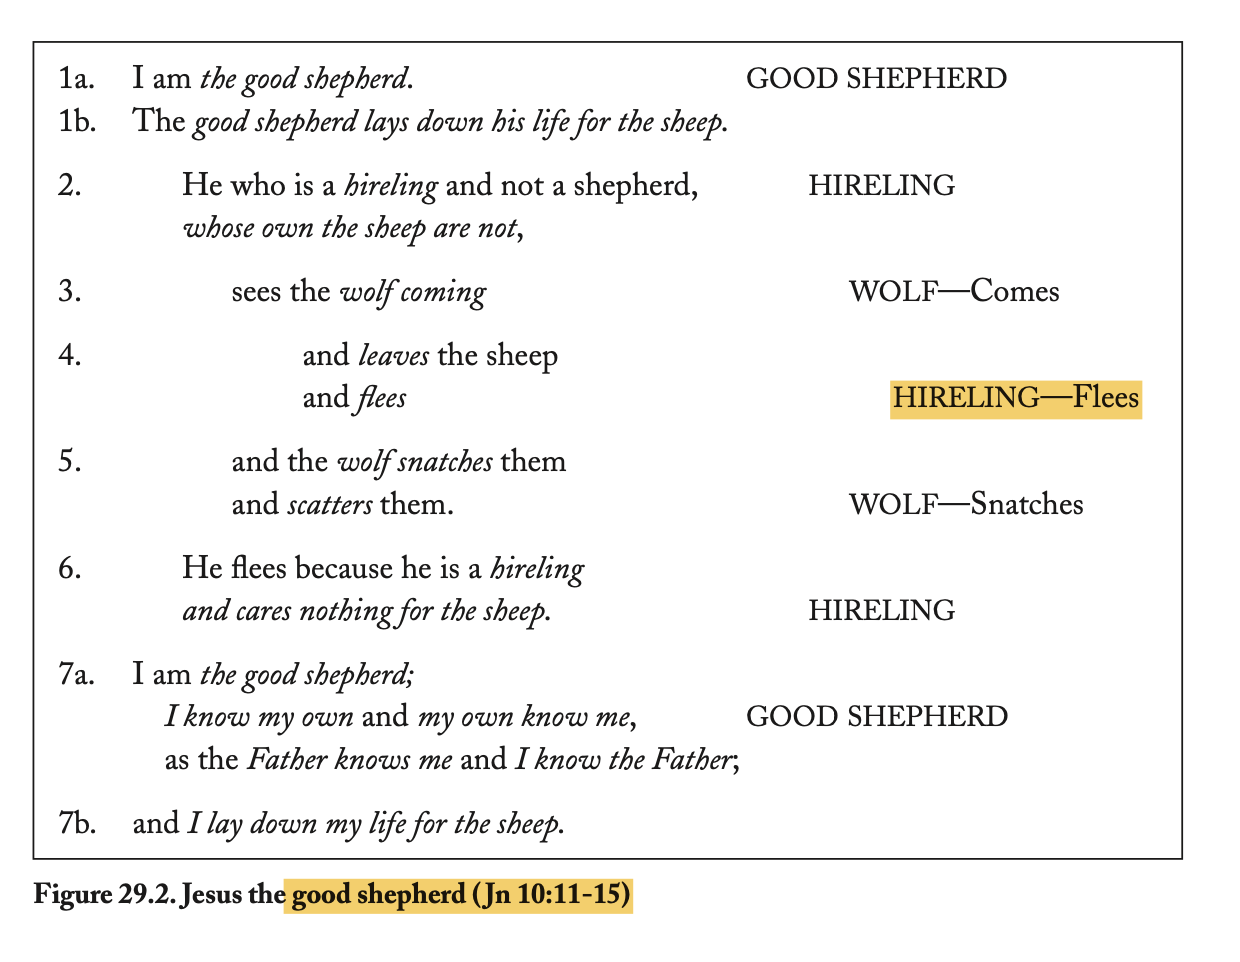 1a. I am the good shepherd. GOOD SHEPHERD
1b. The good shepherd lays down his life for the sheep.
2. He who is a hireling and not a shepherd, HIRELING
whose own the sheep are not,
3. sees the wolf coming WOLF—Comes
4. and leaves the sheep
and flees HIRELING—Flees
5. and the wolf snatches them
and scatters them. WOLF—Snatches
6. He flees because he is a hireling
and cares nothing for the sheep. HIRELING
7a. I am the good shepherd;
I know my own and my own know me, GOOD SHEPHERD
as the Father knows me and I know the Father;
7b. and I lay down my life for the sheep.
Figure 29.2. Jesus the good shepherd (Jn 10:11-15)